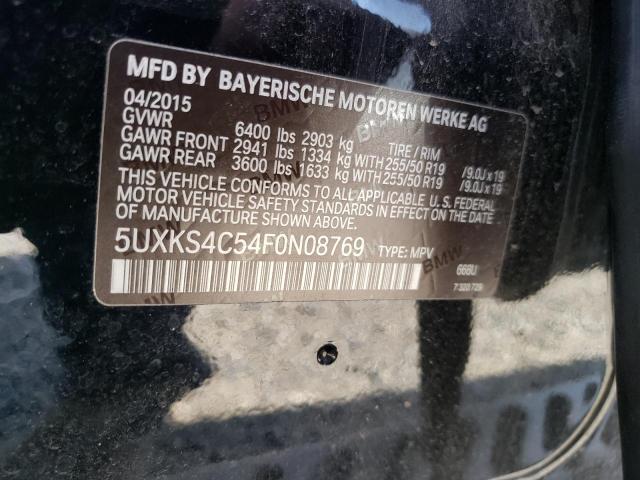 MFD BY BAYERISCHE MOTOREN WERKE AG
04/2015
GVWR 6400 lbs 2903 kg TIRE / RIM
GAWR FRONT 2941 lbs 1334 kg WITH 255/50 R19 /9.0J x 19
GAWR REAR 3600 lbs 1633 kg WITH 255/50 R19 /9.0J x 19
THIS VEHICLE CONFORMS TO ALL APPLICABLE U.S. FEDERAL
MOTOR VEHICLE SAFETY STANDARDS IN EFFECT ON THE DATE
OF MANUFACTURE SHOWN ABOVE.
5UXKS4C54F0N08769 TYPE: MPV
668U
7 320 729